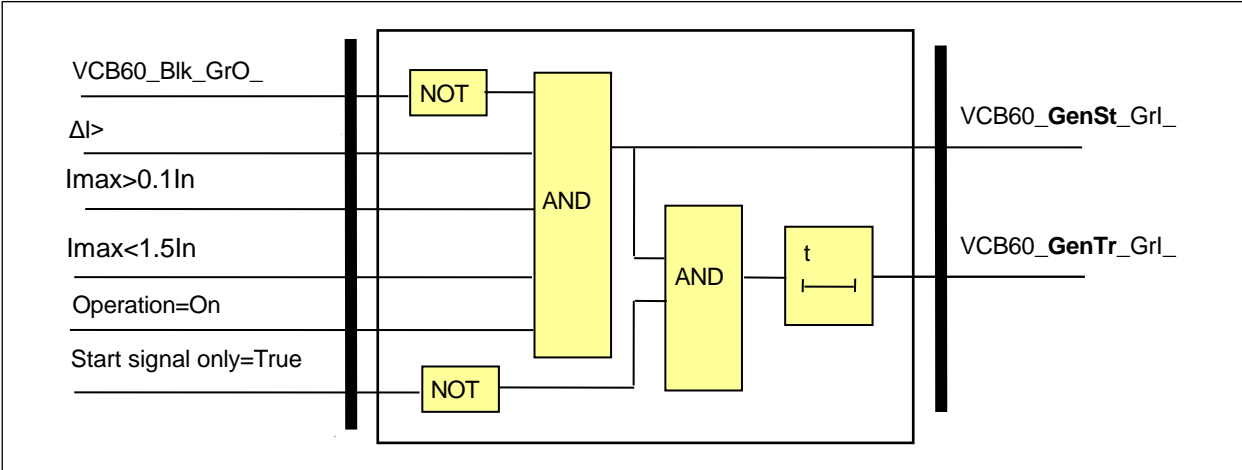 VCB60_Blk_GrO_
NOT
ΔI>
VCB60_GenSt_GrI_
Imax>0.1In
AND
Imax<1.5In
t
VCB60_GenTr_GrI_
AND
Operation=On
Start signal only=True
NOT